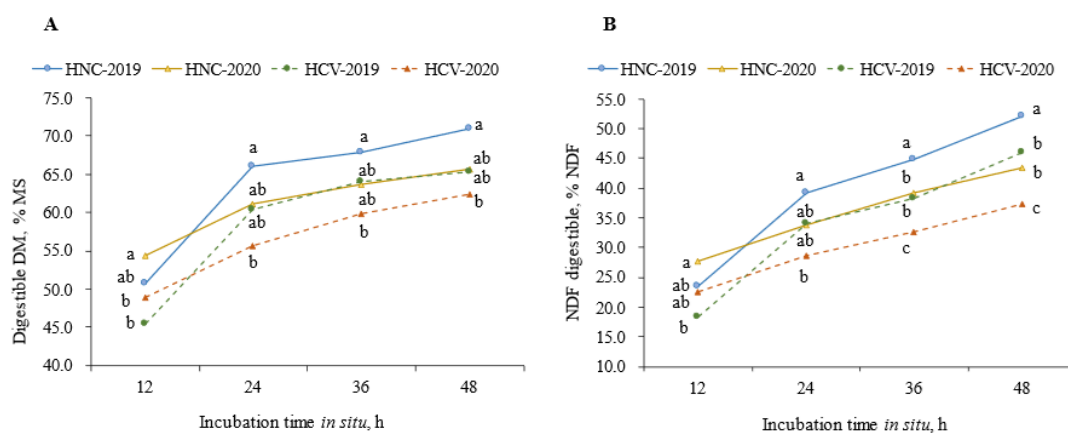 A
HNC-2019 HNC-2020 HCV-2019 HCV-2020
75.0
70.0
65.0
60.0
55.0
50.0
45.0
40.0
Digestible DM, % MS
a
ab
b
b
a
ab
ab
b
a
ab
ab
b
a
ab
ab
b
12 24 36 48
Incubation time in situ, h
B
HNC-2019 HNC-2020 HCV-2019 HCV-2020
55.0
50.0
45.0
40.0
35.0
30.0
25.0
20.0
15.0
10.0
NDF digestible, % NDF
a
ab
ab
b
a
ab
ab
b
a
b
b
c
a
b
b
c
12 24 36 48
Incubation time in situ, h